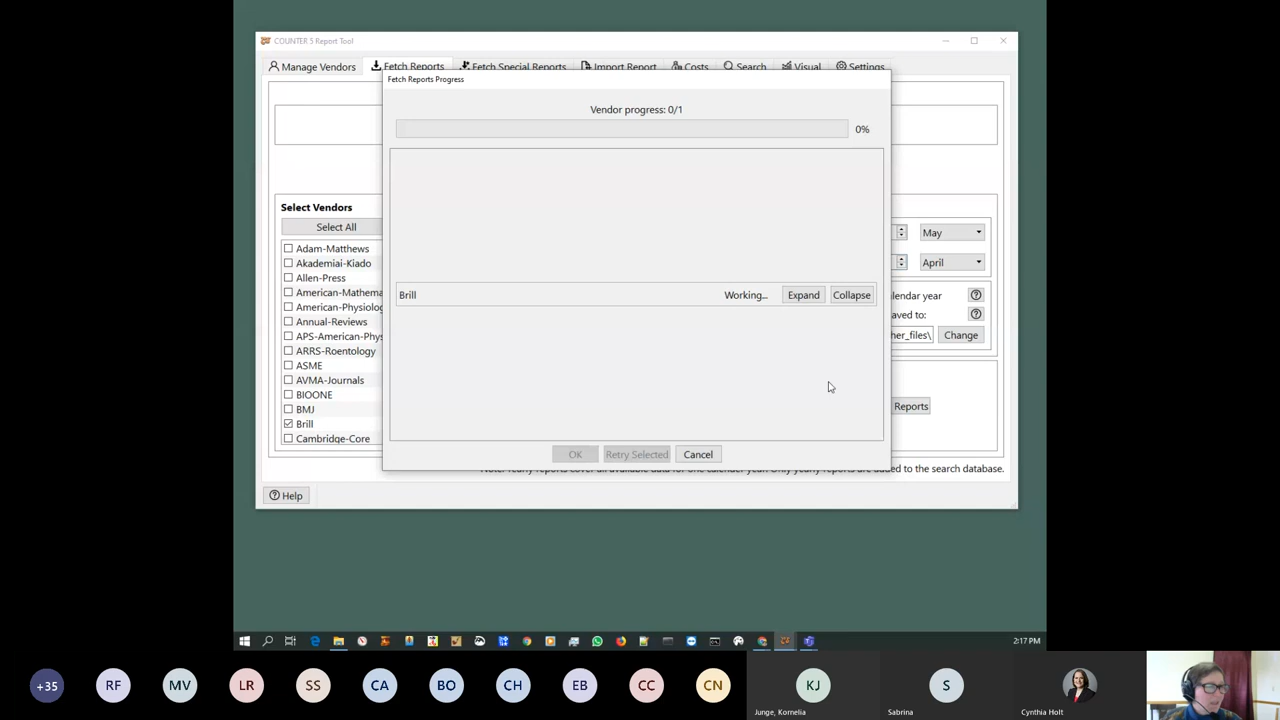 COUNTER 5 Report Tool
Manage Vendors
Fetch Reports
Fetch Special Reports
Import Report
Costs
Search
Visual
Settings
Fetch Reports Progress
Vendor progress: 0/1
0%
Select Vendors
Select All
Adam-Matthews
Akademiai-Kiado
Allen-Press
American-Mathema
American-Physiolog
Annual-Reviews
APS-American-Phys
ARRS-Roentology
ASME
AVMA-Journals
BIOONE
BMJ
Brill
Cambridge-Core
Brill
Working...
Expand
Collapse
OK
Retry Selected
Cancel
May
April
lendar year
aved to:
her_files\
Change
Reports
Note: Yearly reports cover all available data for one calendar year. Only yearly reports are added to the search database.
Help
2:17 PM
+35
RF
MV
LR
SS
CA
BO
CH
EB
CC
CN
KJ
Junge, Kornelia
S
Sabrina
Cynthia Holt